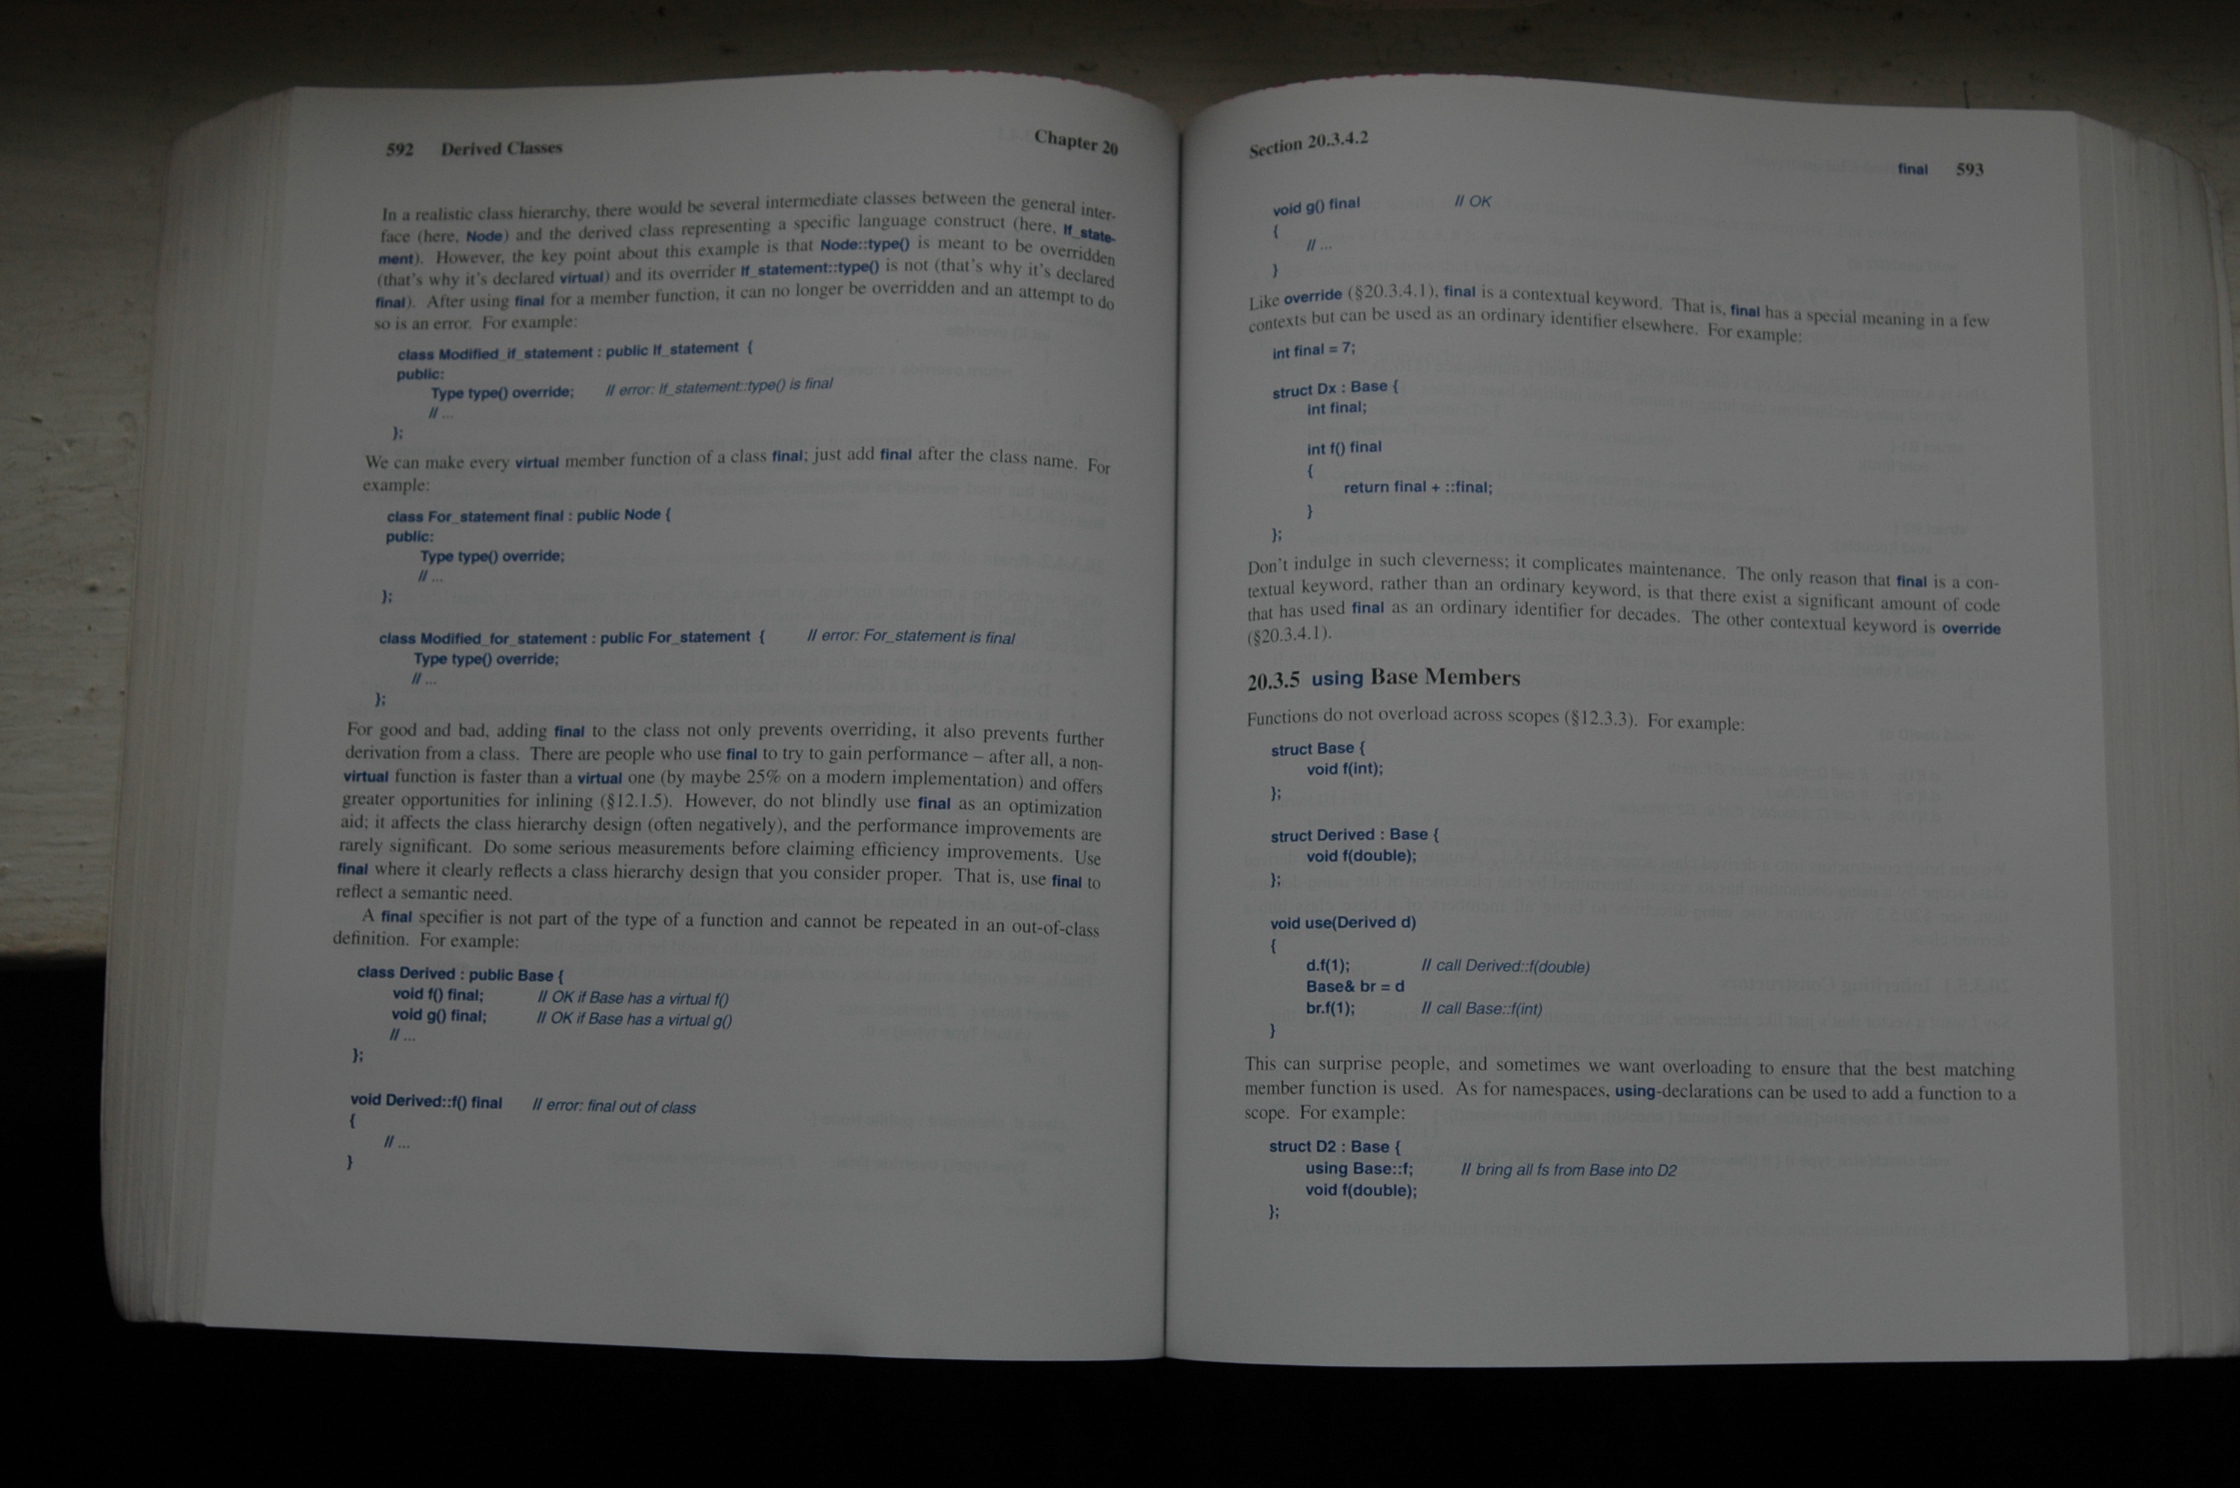 592 Derived Classes Chapter 20
In a realistic class hierarchy, there would be several intermediate classes between the general inter-
face (here, Node) and the derived class representing a specific language construct (here, If_state-
ment). However, the key point about this example is that Node::type() is meant to be overridden
(that's why it's declared virtual) and its overrider If_statement::type() is not (that's why it's declared
final). After using final for a member function, it can no longer be overridden and an attempt to do
so is an error. For example:
class Modified_if_statement : public If_statement {
public:
Type type() override; // error: If_statement::type() is final
// ...
};
We can make every virtual member function of a class final; just add final after the class name. For
example:
class For_statement final : public Node {
public:
Type type() override;
// ...
};
class Modified_for_statement : public For_statement { // error: For_statement is final
Type type() override;
// ...
};
For good and bad, adding final to the class not only prevents overriding, it also prevents further
derivation from a class. There are people who use final to try to gain performance – after all, a non-
virtual function is faster than a virtual one (by maybe 25% on a modern implementation) and offers
greater opportunities for inlining (§12.1.5). However, do not blindly use final as an optimization
aid; it affects the class hierarchy design (often negatively), and the performance improvements are
rarely significant. Do some serious measurements before claiming efficiency improvements. Use
final where it clearly reflects a class hierarchy design that you consider proper. That is, use final to
reflect a semantic need.
A final specifier is not part of the type of a function and cannot be repeated in an out-of-class
definition. For example:
class Derived : public Base {
void f() final; // OK if Base has a virtual f()
void g() final; // OK if Base has a virtual g()
// ...
};
void Derived::f() final // error: final out of class
{
// ...
}
Section 20.3.4.2 final 593
void g() final // OK
{
// ...
}
Like override (§20.3.4.1), final is a contextual keyword. That is, final has a special meaning in a few
contexts but can be used as an ordinary identifier elsewhere. For example:
int final = 7;
struct Dx : Base {
int final;
int f() final
{
return final + ::final;
}
};
Don't indulge in such cleverness; it complicates maintenance. The only reason that final is a con-
textual keyword, rather than an ordinary keyword, is that there exist a significant amount of code
that has used final as an ordinary identifier for decades. The other contextual keyword is override
(§20.3.4.1).
20.3.5 using Base Members
Functions do not overload across scopes (§12.3.3). For example:
struct Base {
void f(int);
};
struct Derived : Base {
void f(double);
};
void use(Derived d)
{
d.f(1); // call Derived::f(double)
Base& br = d
br.f(1); // call Base::f(int)
}
This can surprise people, and sometimes we want overloading to ensure that the best matching
member function is used. As for namespaces, using-declarations can be used to add a function to a
scope. For example:
struct D2 : Base {
using Base::f; // bring all fs from Base into D2
void f(double);
};